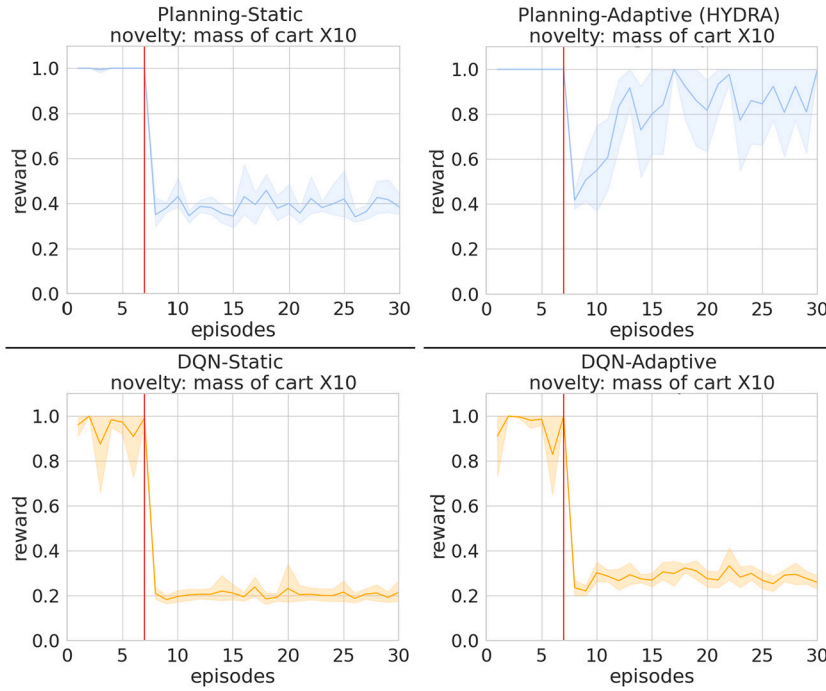 Planning-Static
novelty: mass of cart X10
reward
1.0
0.8
0.6
0.4
0.2
0.0
0 5 10 15 20 25 30
episodes
Planning-Adaptive (HYDRA)
novelty: mass of cart X10
reward
1.0
0.8
0.6
0.4
0.2
0.0
0 5 10 15 20 25 30
episodes
DQN-Static
novelty: mass of cart X10
reward
1.0
0.8
0.6
0.4
0.2
0.0
0 5 10 15 20 25 30
episodes
DQN-Adaptive
novelty: mass of cart X10
reward
1.0
0.8
0.6
0.4
0.2
0.0
0 5 10 15 20 25 30
episodes